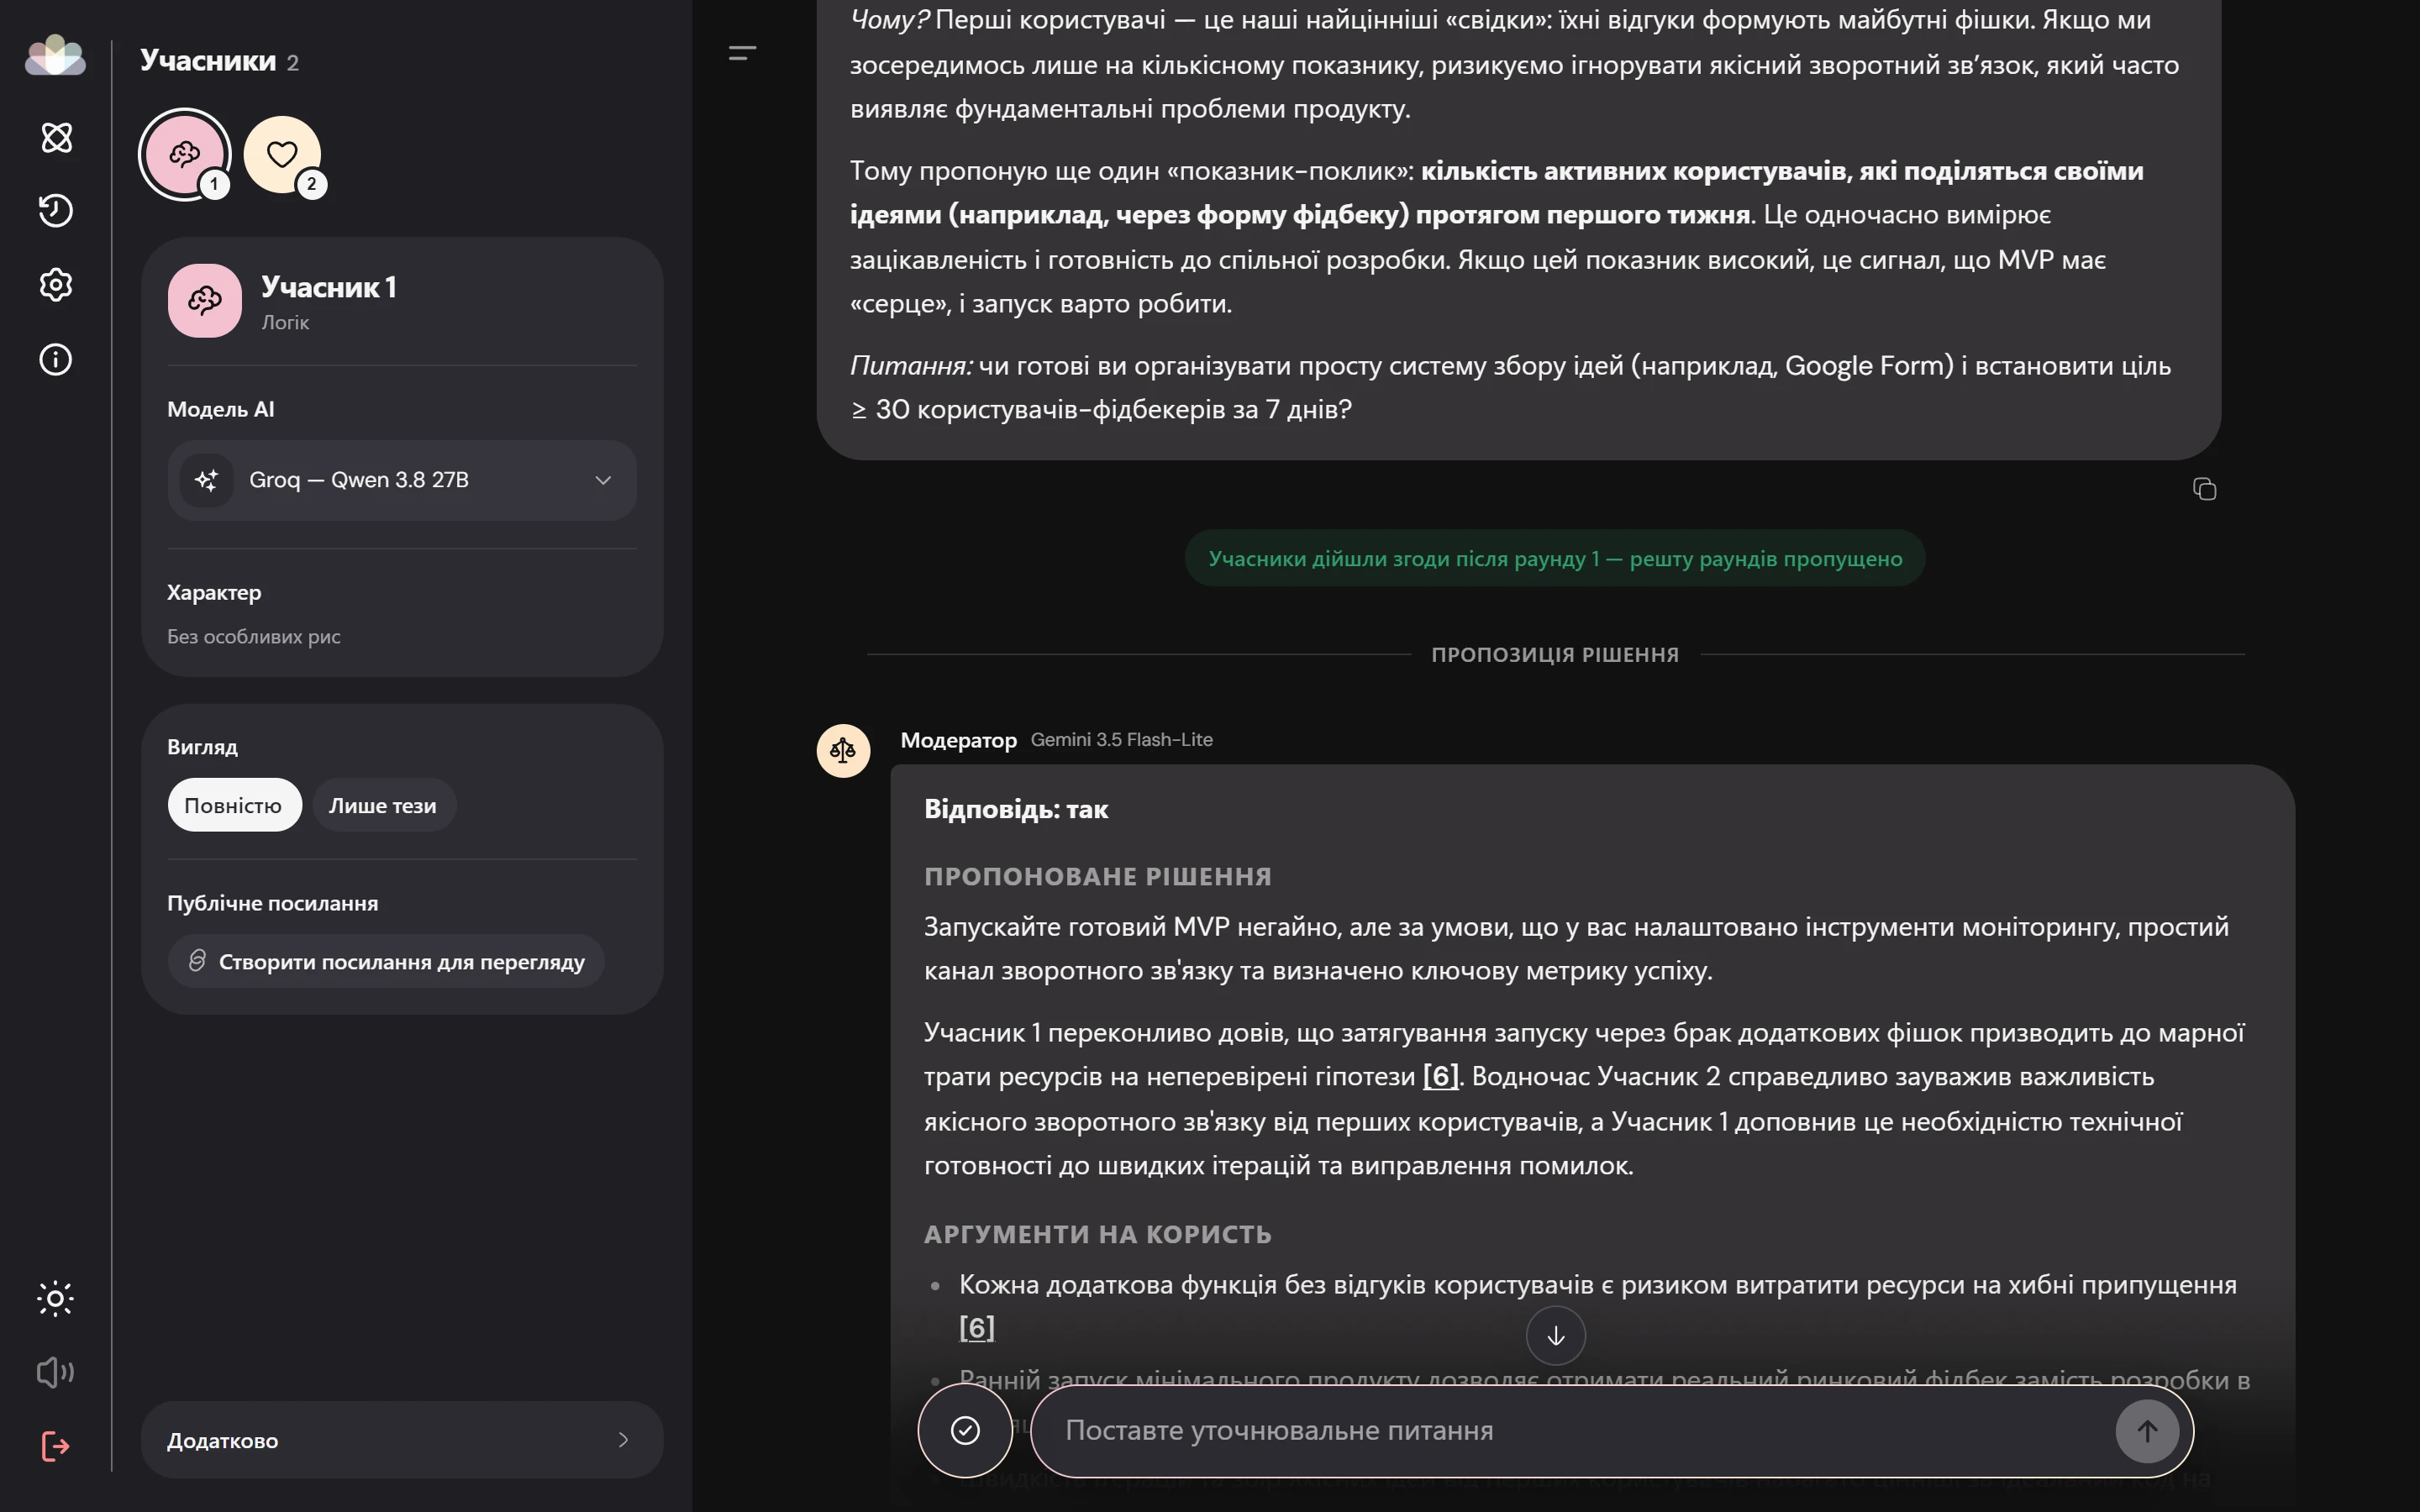 Учасники 2
1
2
Учасник 1
Логік
Модель AI
Groq — Qwen 3.8 27B
Характер
Без особливих рис
Вигляд
Повністю
Лише тези
Публічне посилання
Створити посилання для перегляду
Додатково
Чому? Перші користувачі — це наші найцінніші «свідки»: їхні відгуки формують майбутні фішки. Якщо ми
зосередимось лише на кількісному показнику, ризикуємо ігнорувати якісний зворотний зв’язок, який часто
виявляє фундаментальні проблеми продукту.
Тому пропоную ще один «показник-поклик»: кількість активних користувачів, які поділяться своїми
ідеями (наприклад, через форму фідбеку) протягом першого тижня. Це одночасно вимірює
зацікавленість і готовність до спільної розробки. Якщо цей показник високий, це сигнал, що MVP має
«серце», і запуск варто робити.
Питання: чи готові ви організувати просту систему збору ідей (наприклад, Google Form) і встановити ціль
≥ 30 користувачів-фідбекерів за 7 днів?
Учасники дійшли згоди після раунду 1 — решту раундів пропущено
ПРОПОЗИЦІЯ РІШЕННЯ
Модератор Gemini 3.5 Flash-Lite
Відповідь: так
ПРОПОНОВАНЕ РІШЕННЯ
Запускайте готовий MVP негайно, але за умови, що у вас налаштовано інструменти моніторингу, простий
канал зворотного зв'язку та визначено ключову метрику успіху.
Учасник 1 переконливо довів, що затягування запуску через брак додаткових фішок призводить до марної
трати ресурсів на неперевірені гіпотези [6]. Водночас Учасник 2 справедливо зауважив важливість
якісного зворотного зв'язку від перших користувачів, а Учасник 1 доповнив це необхідністю технічної
готовності до швидких ітерацій та виправлення помилок.
АРГУМЕНТИ НА КОРИСТЬ
Кожна додаткова функція без відгуків користувачів є ризиком витратити ресурси на хибні припущення
[6]
Ранній запуск мінімального продукту дозволяє отримати реальний ринковий фідбек замість розробки в
Поставте уточнювальне питання